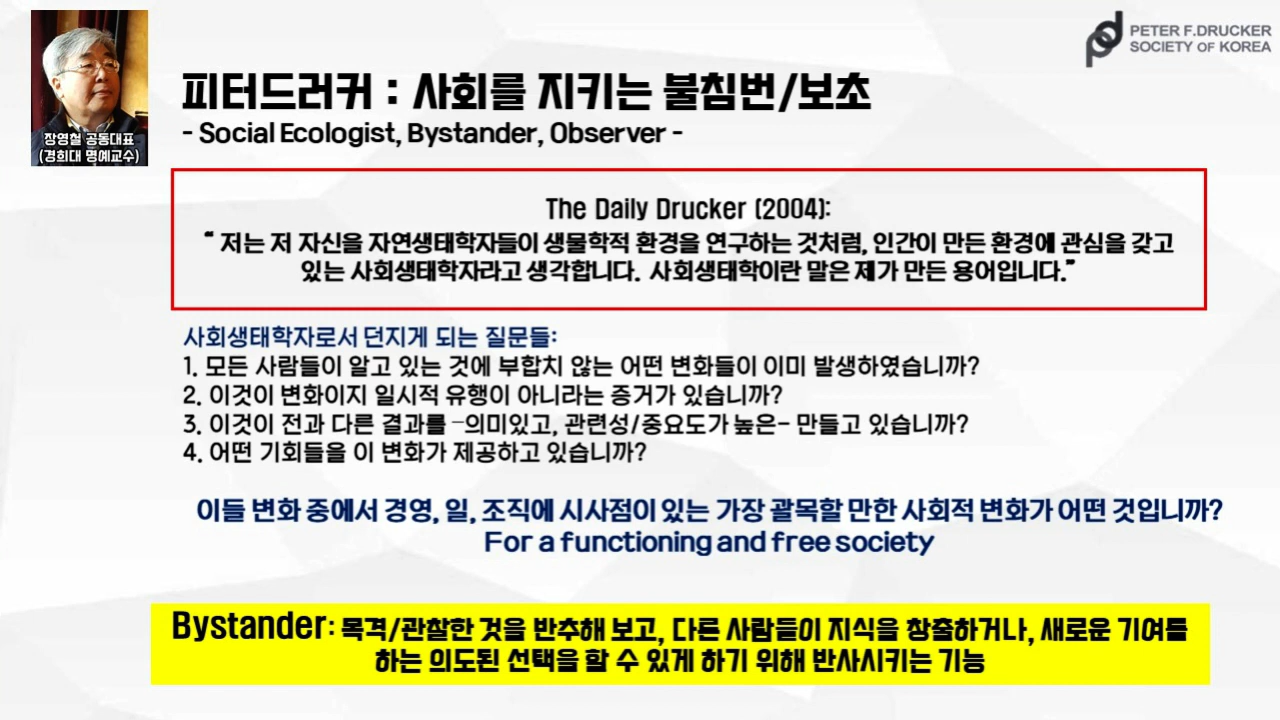 PETER F.DRUCKER
SOCIETY OF KOREA
장영철 공동대표
(경희대 명예교수)
피터드러커 : 사회를 지키는 불침번/보초
- Social Ecologist, Bystander, Observer -
The Daily Drucker (2004):
“ 저는 저 자신을 자연생태학자들이 생물학적 환경을 연구하는 것처럼, 인간이 만든 환경에 관심을 갖고
있는 사회생태학자라고 생각합니다. 사회생태학이란 말은 제가 만든 용어입니다.”
사회생태학자로서 던지게 되는 질문들:
1. 모든 사람들이 알고 있는 것에 부합치 않는 어떤 변화들이 이미 발생하였습니까?
2. 이것이 변화이지 일시적 유행이 아니라는 증거가 있습니까?
3. 이것이 전과 다른 결과를 –의미있고, 관련성/중요도가 높은- 만들고 있습니까?
4. 어떤 기회들을 이 변화가 제공하고 있습니까?
이들 변화 중에서 경영, 일, 조직에 시사점이 있는 가장 괄목할 만한 사회적 변화가 어떤 것입니까?
For a functioning and free society
Bystander: 목격/관찰한 것을 반추해 보고, 다른 사람들이 지식을 창출하거나, 새로운 기여를
하는 의도된 선택을 할 수 있게 하기 위해 반사시키는 기능